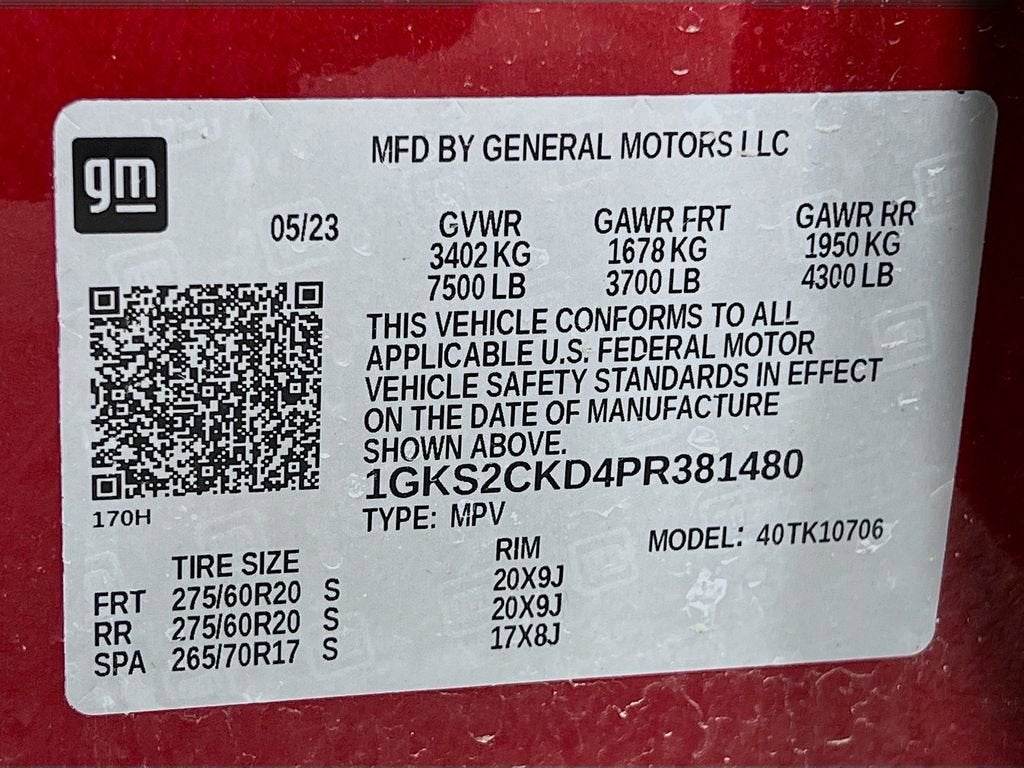 gm
MFD BY GENERAL MOTORS LLC
05/23 GVWR GAWR FRT GAWR RR
3402 KG 1678 KG 1950 KG
7500 LB 3700 LB 4300 LB
THIS VEHICLE CONFORMS TO ALL
APPLICABLE U.S. FEDERAL MOTOR
VEHICLE SAFETY STANDARDS IN EFFECT
ON THE DATE OF MANUFACTURE
SHOWN ABOVE.
1GKS2CKD4PR381480
170H
TYPE: MPV
MODEL: 40TK10706
TIRE SIZE RIM
FRT 275/60R20 S 20X9J
RR 275/60R20 S 20X9J
SPA 265/70R17 S 17X8J